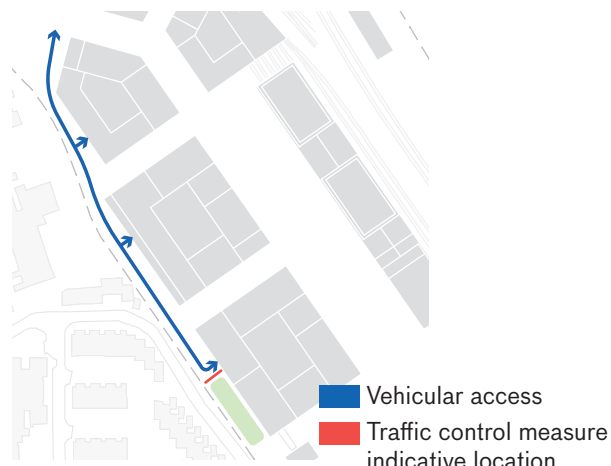 Vehicular access
Traffic control measure
indicative location